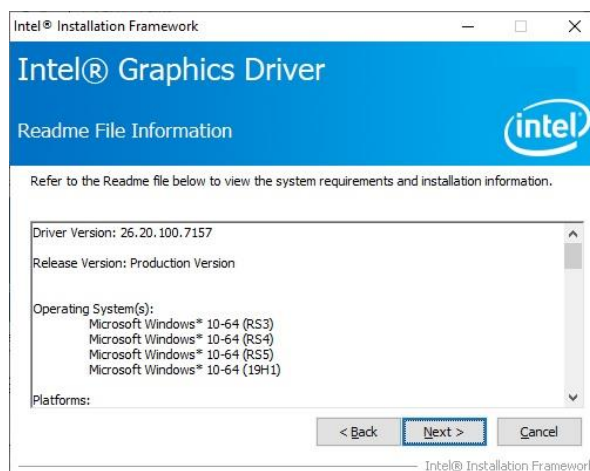 Intel® Installation Framework
Intel® Graphics Driver
Readme File Information
intel
Refer to the Readme file below to view the system requirements and installation information.
Driver Version: 26.20.100.7157
Release Version: Production Version
Operating System(s):
Microsoft Windows* 10-64 (RS3)
Microsoft Windows* 10-64 (RS4)
Microsoft Windows* 10-64 (RS5)
Microsoft Windows* 10-64 (19H1)
Platforms:
< Back Next > Cancel
Intel® Installation Framework